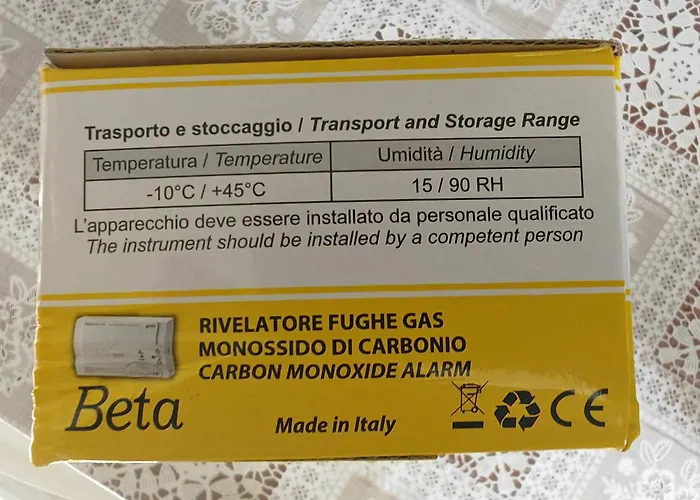 Trasporto e stoccaggio / Transport and Storage Range
Temperatura / Temperature Umidità / Humidity
-10°C / +45°C 15 / 90 RH
L'apparecchio deve essere installato da personale qualificato
The instrument should be installed by a competent person
RIVELATORE FUGHE GAS
MONOSSIDO DI CARBONIO
CARBON MONOXIDE ALARM
Beta
Made in Italy
CE